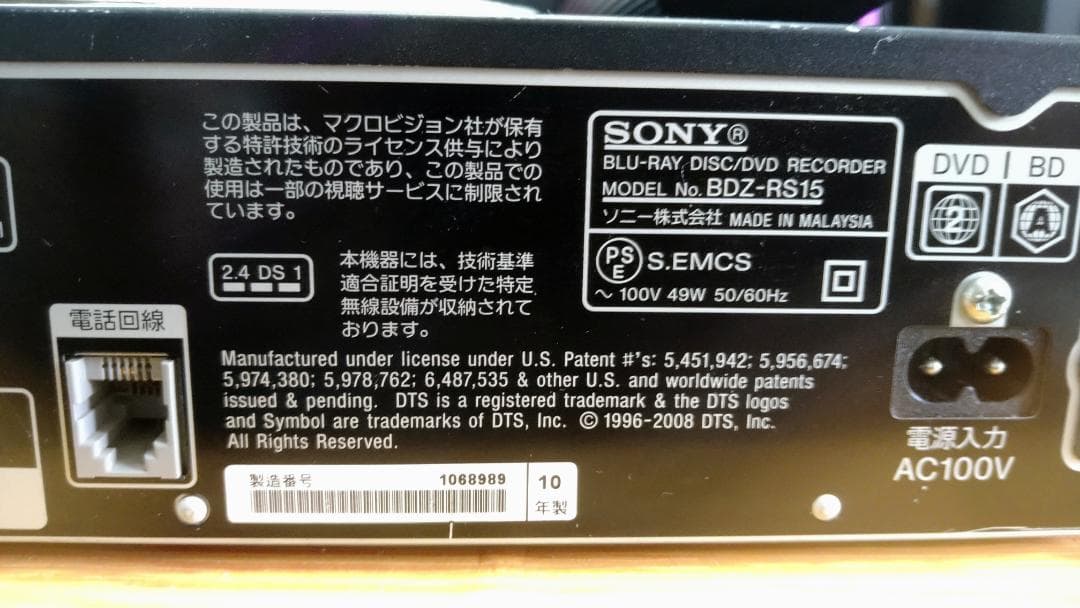 この製品は、マクロビジョン社が保有
する特許技術のライセンス供与により
製造されたものであり、この製品での
使用は一部の視聴サービスに制限され
ています。
2.4 DS 1
本機器には、技術基準
適合証明を受けた特定
無線設備が収納されて
おります。
SONY®
BLU-RAY DISC/DVD RECORDER
MODEL No. BDZ-RS15
ソニー株式会社 MADE IN MALAYSIA
PS
E
S.EMCS
～ 100V 49W 50/60Hz
DVD | BD
2
A
電話回線
Manufactured under license under U.S. Patent #'s: 5,451,942; 5,956,674;
5,974,380; 5,978,762; 6,487,535 & other U.S. and worldwide patents
issued & pending. DTS is a registered trademark & the DTS logos
and Symbol are trademarks of DTS, Inc. © 1996-2008 DTS, Inc.
All Rights Reserved.
電源入力
AC100V
製造番号 1068989
10
年製